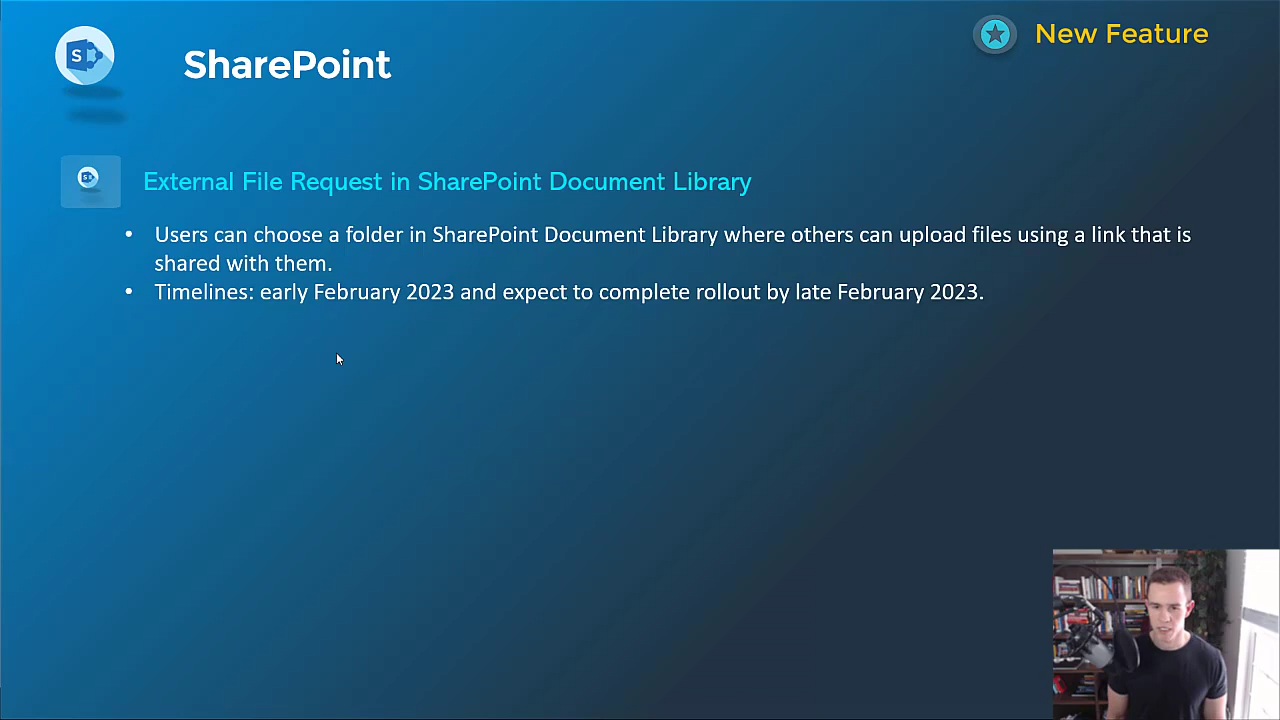 SharePoint
New Feature
External File Request in SharePoint Document Library
• Users can choose a folder in SharePoint Document Library where others can upload files using a link that is
shared with them.
• Timelines: early February 2023 and expect to complete rollout by late February 2023.